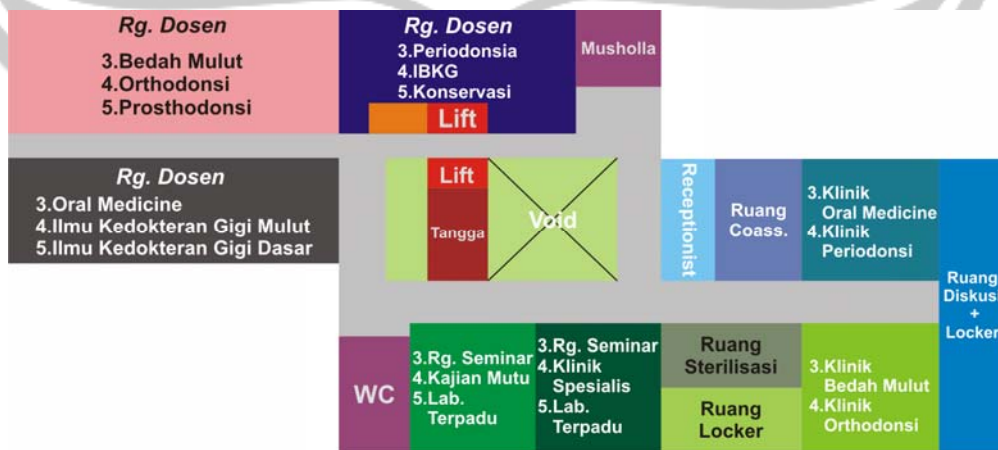 Rg. Dosen
3.Bedah Mulut
4.Orthodonsi
5.Prosthodonsi
Rg. Dosen
3.Periodonsia
4.IBKG
5.Konservasi
Lift
Musholla
Rg. Dosen
3.Oral Medicine
4.Ilmu Kedokteran Gigi Mulut
5.Ilmu Kedokteran Gigi Dasar
Lift
Tangga
Void
Receptionist
Ruang
Coass.
3.Klinik
Oral Medicine
4.Klinik
Periodonsi
Ruang
Diskusi
+
Locker
WC
3.Rg. Seminar
4.Kajian Mutu
5.Lab.
Terpadu
3.Rg. Seminar
4.Klinik
Spesialis
5.Lab.
Terpadu
Ruang
Sterilisasi
Ruang
Locker
3.Klinik
Bedah Mulut
4.Klinik
Orthodonsi